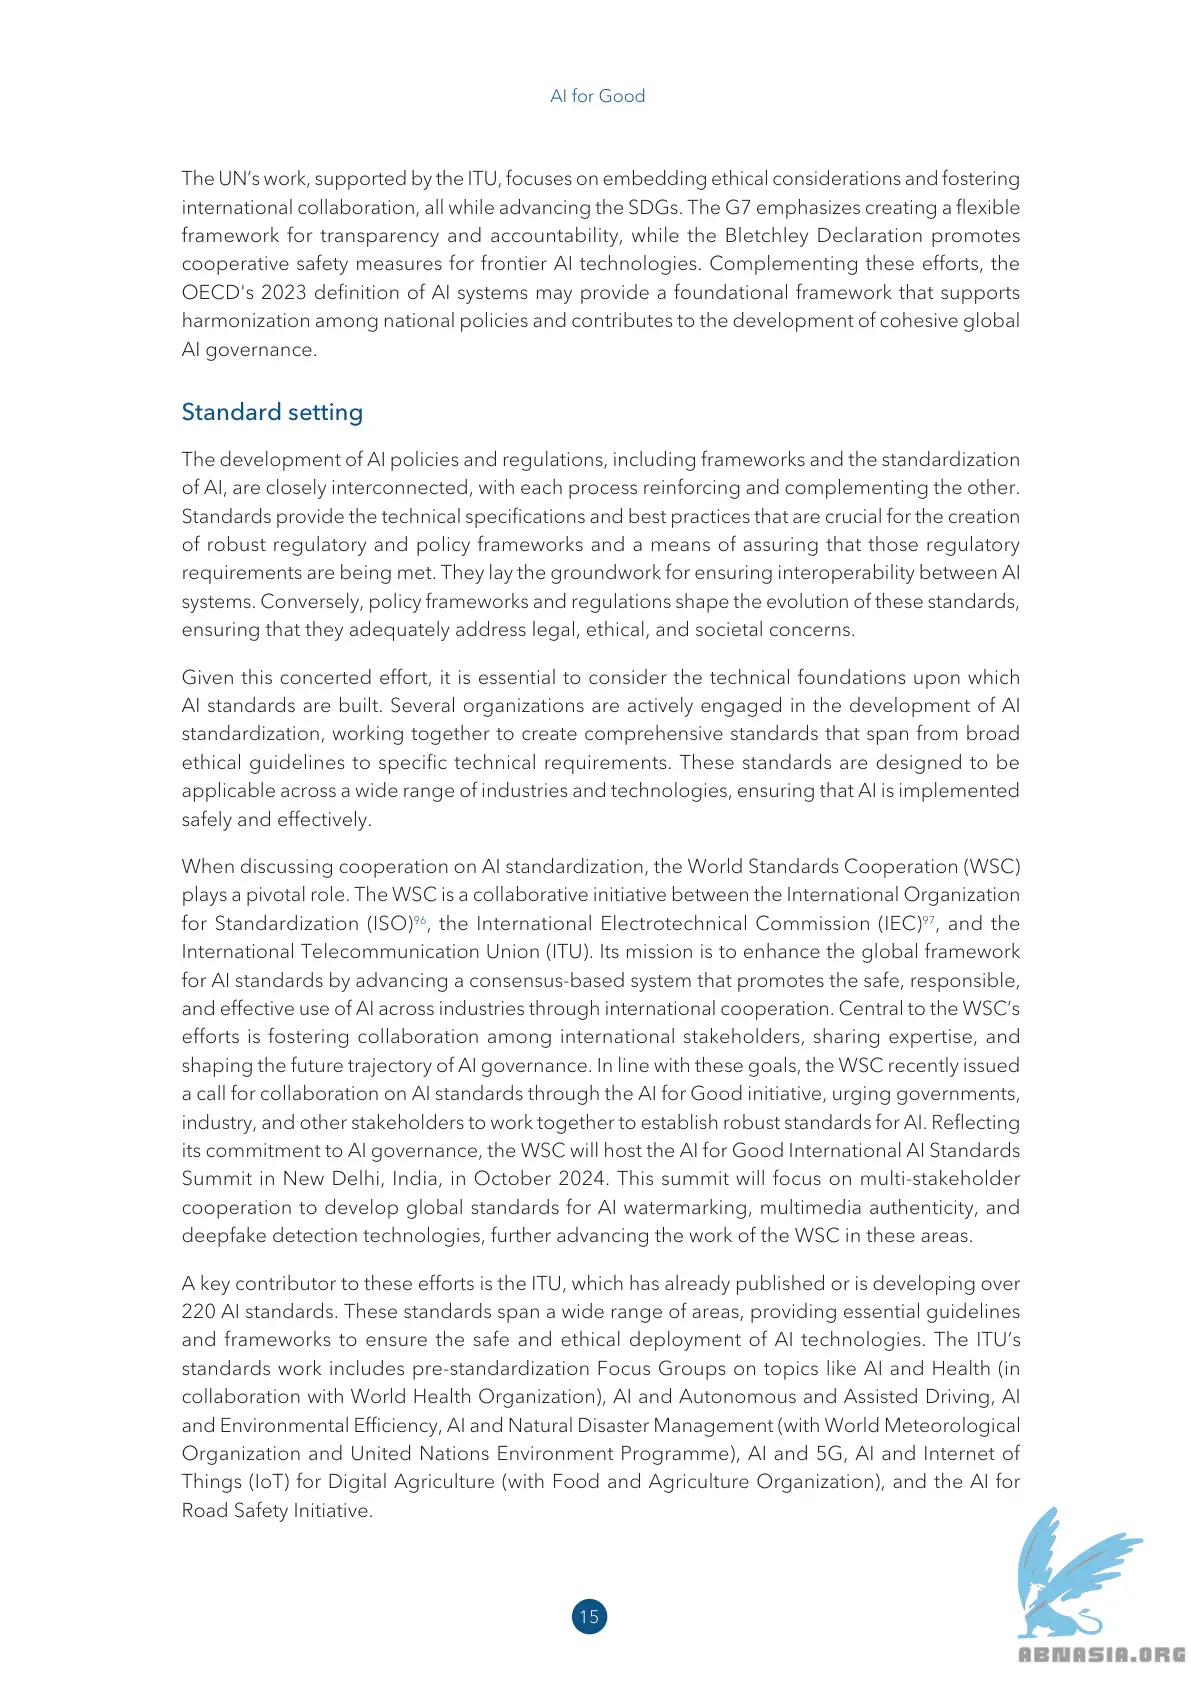 AI for Good
The UN’s work, supported by the ITU, focuses on embedding ethical considerations and fostering
international collaboration, all while advancing the SDGs. The G7 emphasizes creating a flexible
framework for transparency and accountability, while the Bletchley Declaration promotes
cooperative safety measures for frontier AI technologies. Complementing these efforts, the
OECD's 2023 definition of AI systems may provide a foundational framework that supports
harmonization among national policies and contributes to the development of cohesive global
AI governance.
Standard setting
The development of AI policies and regulations, including frameworks and the standardization
of AI, are closely interconnected, with each process reinforcing and complementing the other.
Standards provide the technical specifications and best practices that are crucial for the creation
of robust regulatory and policy frameworks and a means of assuring that those regulatory
requirements are being met. They lay the groundwork for ensuring interoperability between AI
systems. Conversely, policy frameworks and regulations shape the evolution of these standards,
ensuring that they adequately address legal, ethical, and societal concerns.
Given this concerted effort, it is essential to consider the technical foundations upon which
AI standards are built. Several organizations are actively engaged in the development of AI
standardization, working together to create comprehensive standards that span from broad
ethical guidelines to specific technical requirements. These standards are designed to be
applicable across a wide range of industries and technologies, ensuring that AI is implemented
safely and effectively.
When discussing cooperation on AI standardization, the World Standards Cooperation (WSC)
plays a pivotal role. The WSC is a collaborative initiative between the International Organization
for Standardization (ISO)96, the International Electrotechnical Commission (IEC)97, and the
International Telecommunication Union (ITU). Its mission is to enhance the global framework
for AI standards by advancing a consensus-based system that promotes the safe, responsible,
and effective use of AI across industries through international cooperation. Central to the WSC’s
efforts is fostering collaboration among international stakeholders, sharing expertise, and
shaping the future trajectory of AI governance. In line with these goals, the WSC recently issued
a call for collaboration on AI standards through the AI for Good initiative, urging governments,
industry, and other stakeholders to work together to establish robust standards for AI. Reflecting
its commitment to AI governance, the WSC will host the AI for Good International AI Standards
Summit in New Delhi, India, in October 2024. This summit will focus on multi-stakeholder
cooperation to develop global standards for AI watermarking, multimedia authenticity, and
deepfake detection technologies, further advancing the work of the WSC in these areas.
A key contributor to these efforts is the ITU, which has already published or is developing over
220 AI standards. These standards span a wide range of areas, providing essential guidelines
and frameworks to ensure the safe and ethical deployment of AI technologies. The ITU’s
standards work includes pre-standardization Focus Groups on topics like AI and Health (in
collaboration with World Health Organization), AI and Autonomous and Assisted Driving, AI
and Environmental Efficiency, AI and Natural Disaster Management (with World Meteorological
Organization and United Nations Environment Programme), AI and 5G, AI and Internet of
Things (IoT) for Digital Agriculture (with Food and Agriculture Organization), and the AI for
Road Safety Initiative.
15
ABNASIA.ORG